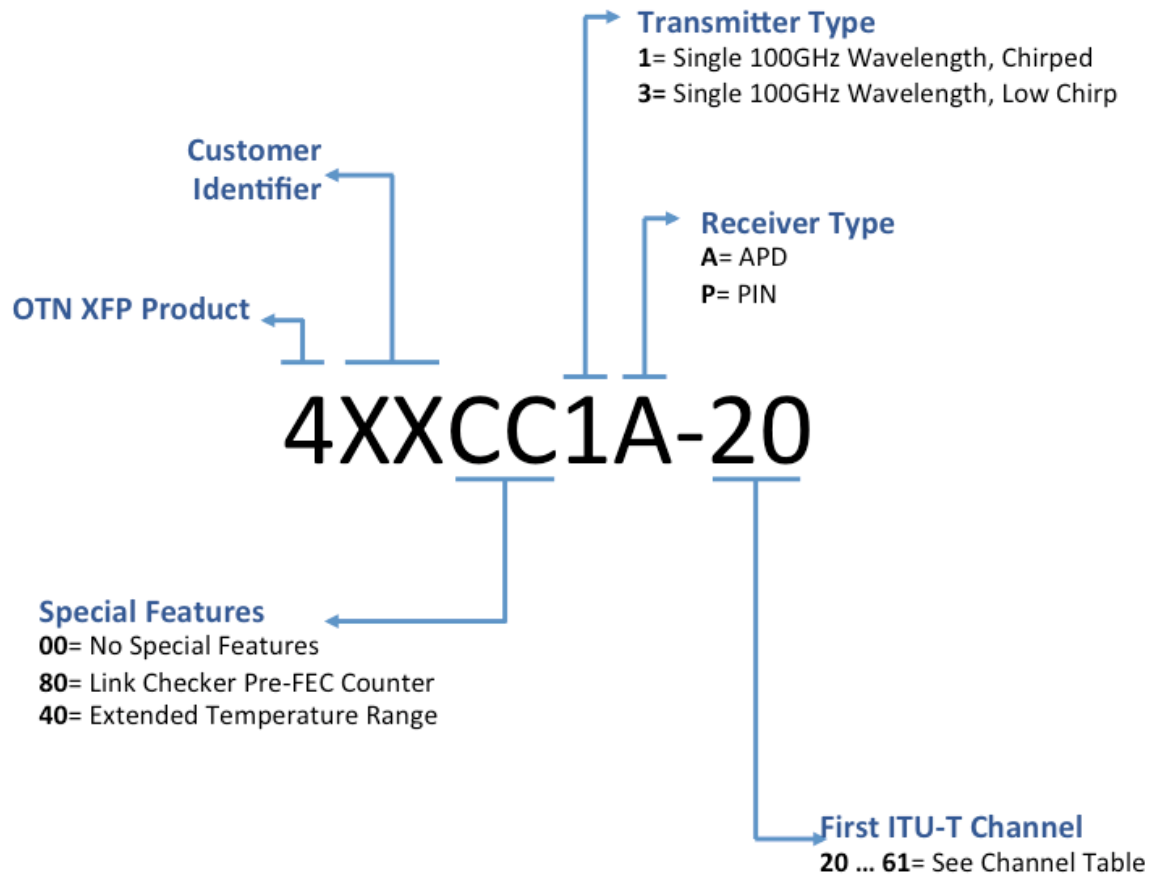 Transmitter Type
1= Single 100GHz Wavelength, Chirped
3= Single 100GHz Wavelength, Low Chirp
Customer
Identifier
Receiver Type
A= APD
P= PIN
OTN XFP Product
4XXCC1A-20
Special Features
00= No Special Features
80= Link Checker Pre-FEC Counter
40= Extended Temperature Range
First ITU-T Channel
20 ... 61= See Channel Table